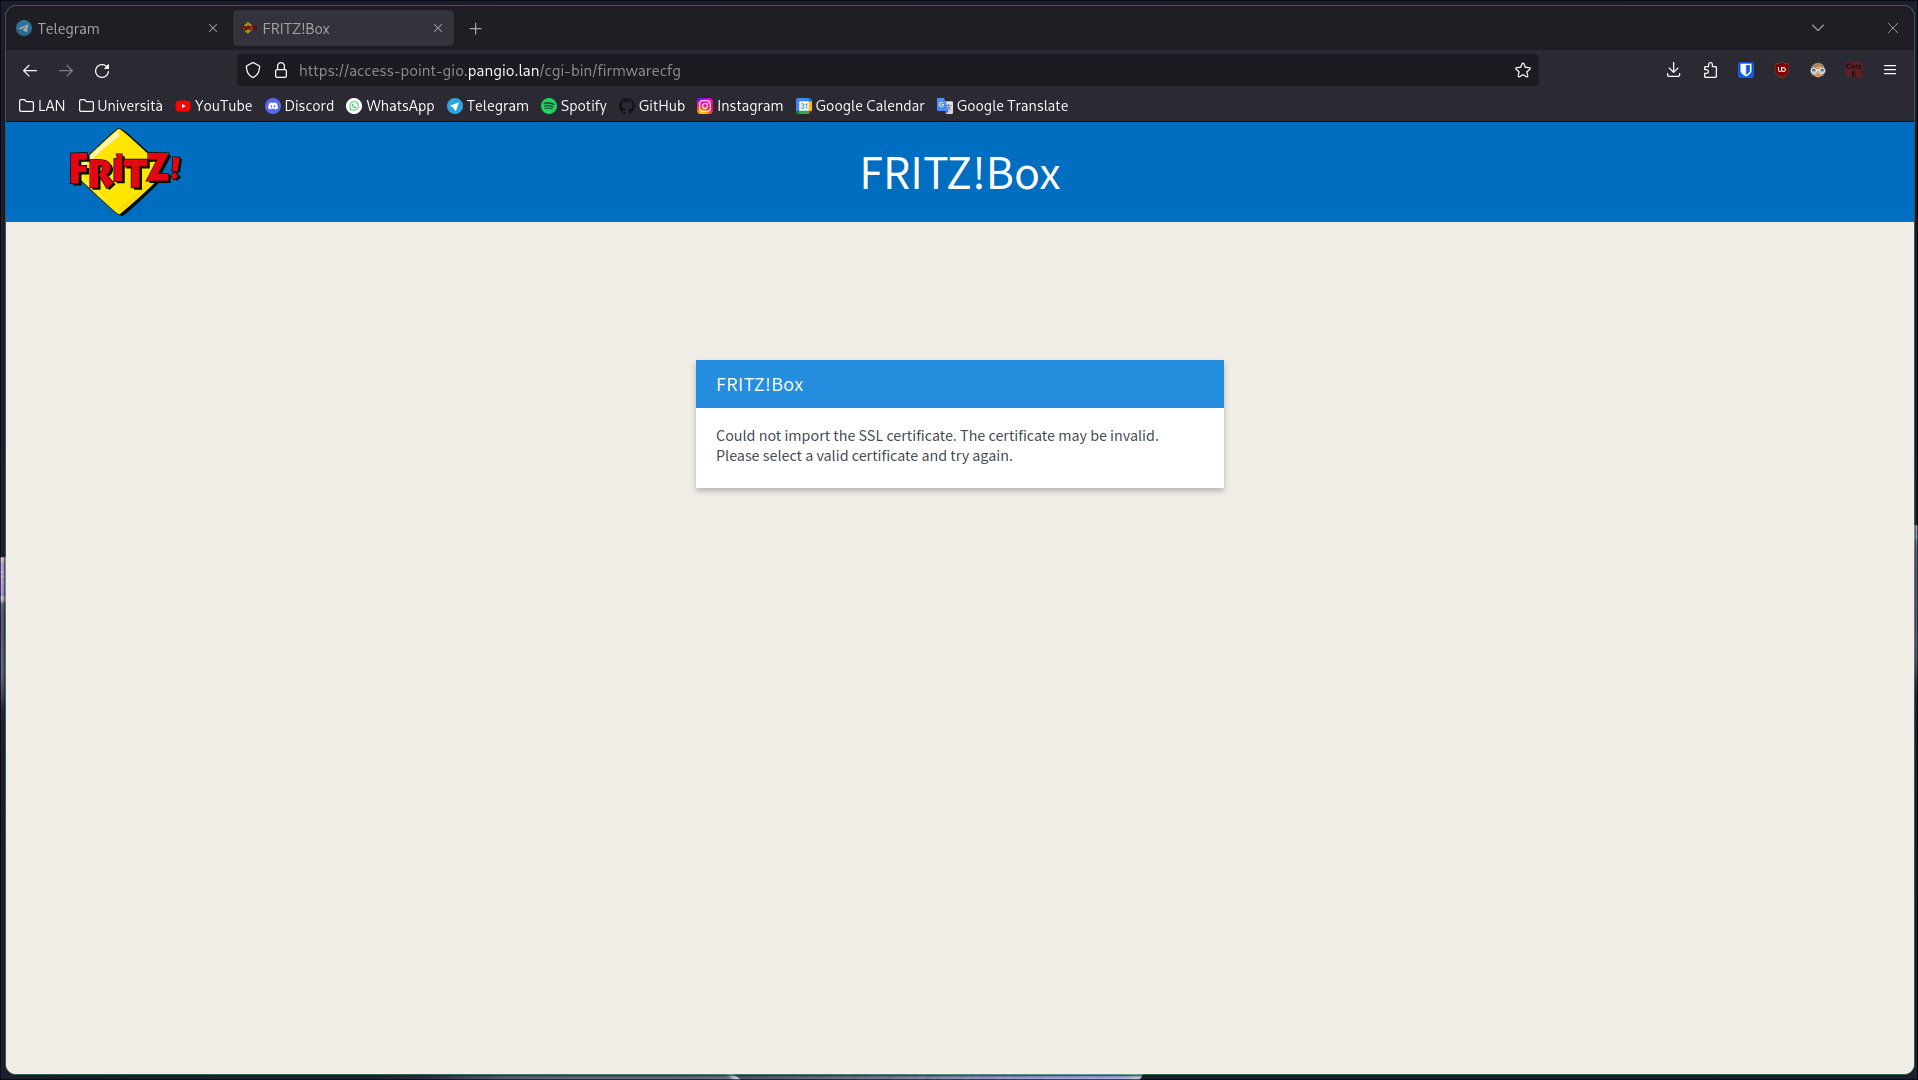 Telegram
FRITZ!Box
https://access-point-gio.pangio.lan/cgi-bin/firmwarecfg
LAN Università YouTube Discord WhatsApp Telegram Spotify GitHub Instagram Google Calendar Google Translate
FRITZ!
FRITZ!Box
FRITZ!Box
Could not import the SSL certificate. The certificate may be invalid.
Please select a valid certificate and try again.